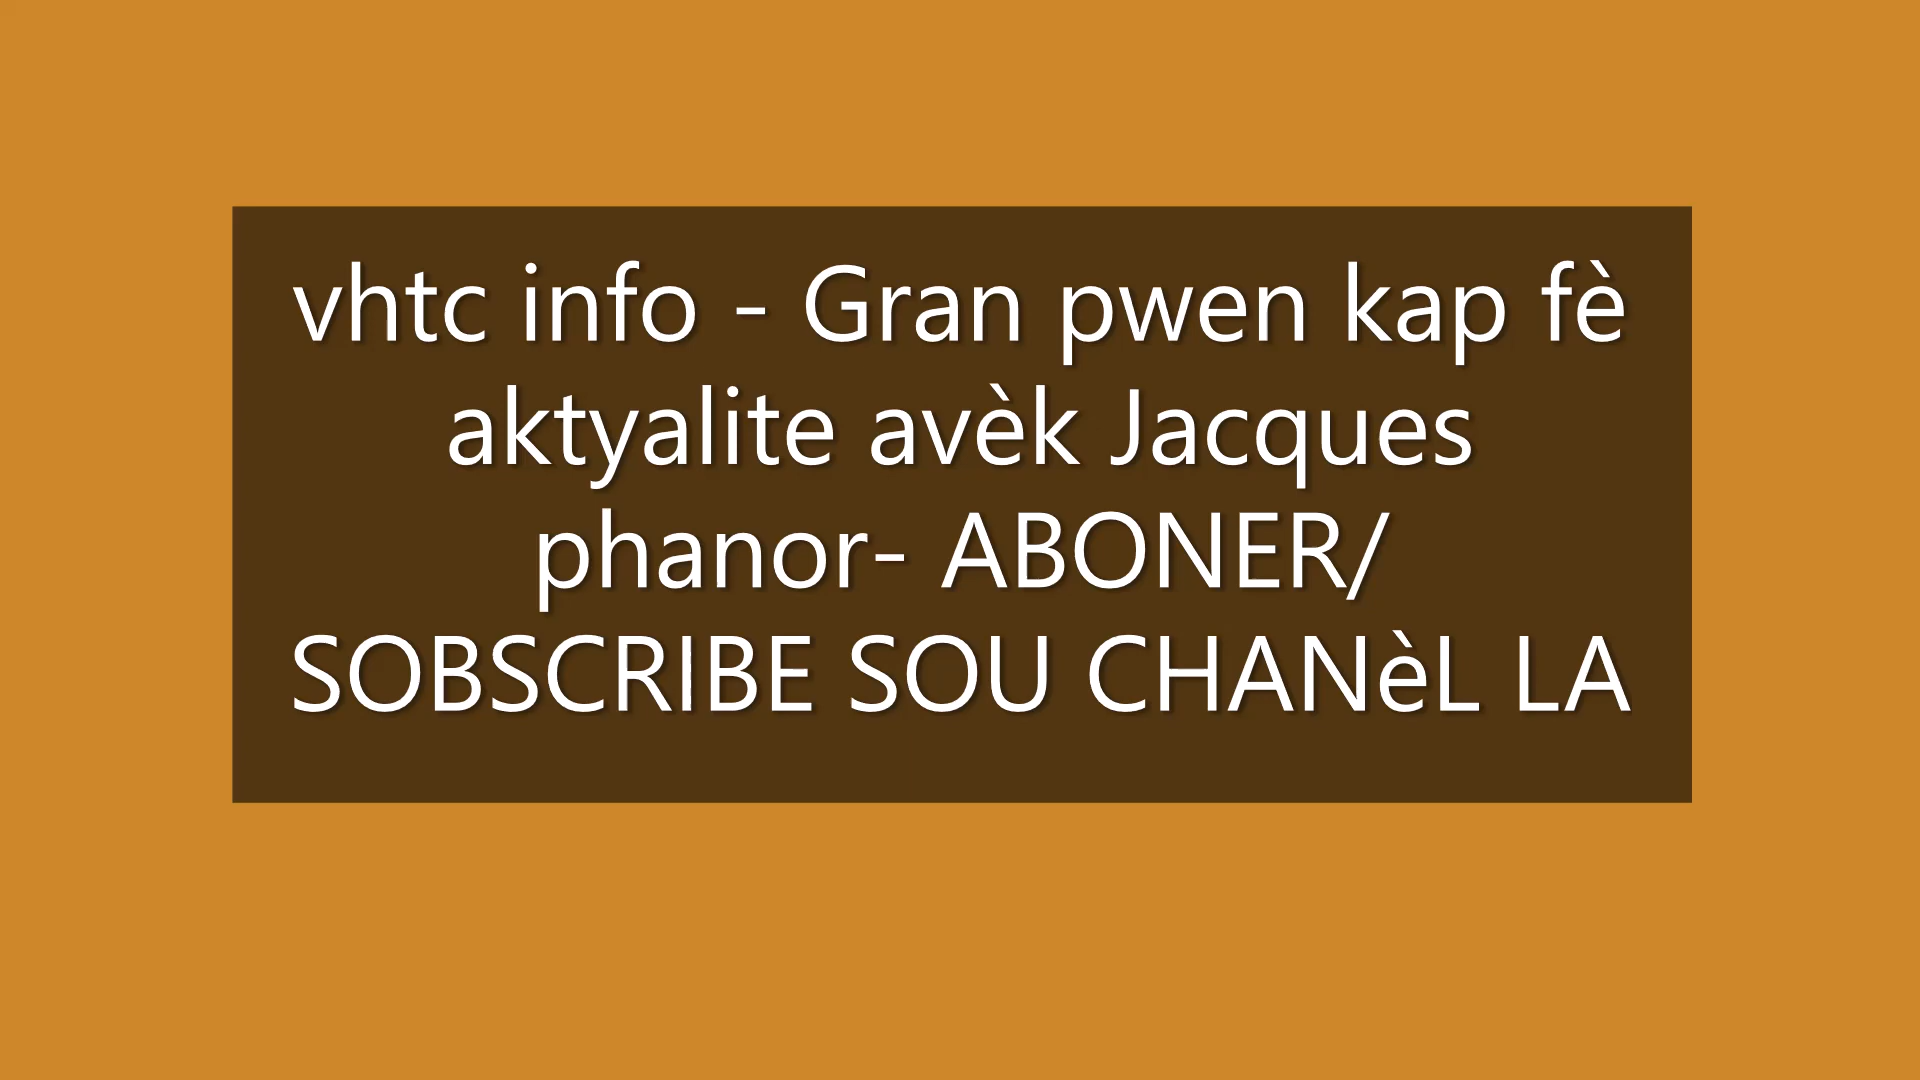 vhtc info - Gran pwen kap fè
aktyalite avèk Jacques
phanor- ABONER/
SOBSCRIBE SOU CHANèL LA